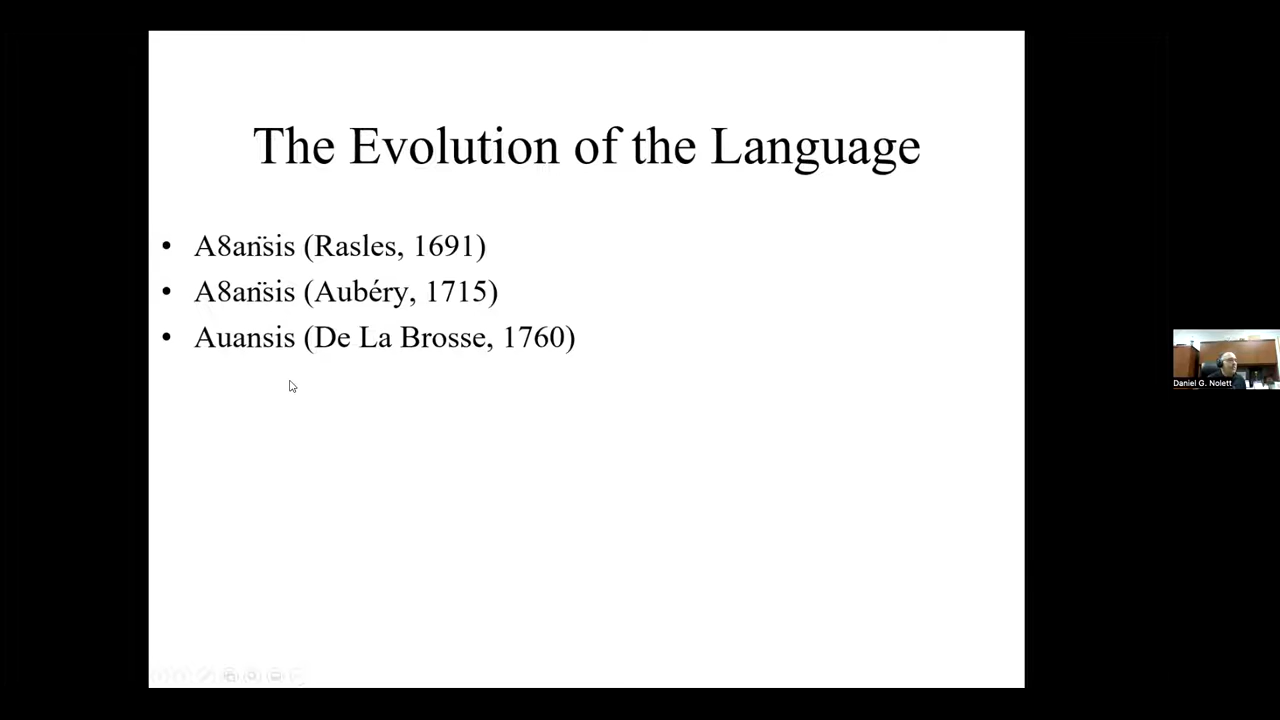 The Evolution of the Language
• A8an̈sis (Rasles, 1691)
• A8an̈sis (Aubéry, 1715)
• Auansis (De La Brosse, 1760)
Daniel G. Nolett